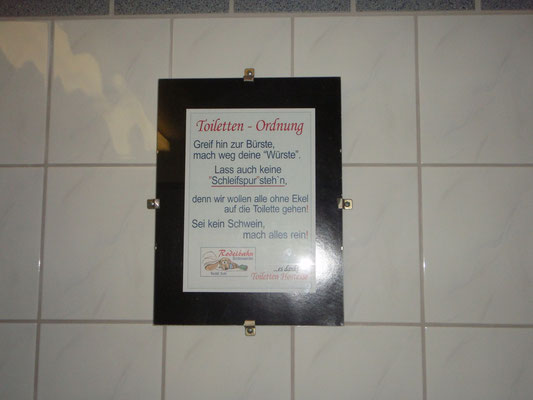 Toiletten - Ordnung
Greif hin zur Bürste,
mach weg deine "Würste".
Lass auch keine
"Schleifspur"steh`n,
denn wir wollen alle ohne Ekel
auf die Toilette gehen!
Sei kein Schwein,
mach alles rein!
Rodelbahn
Toiletten